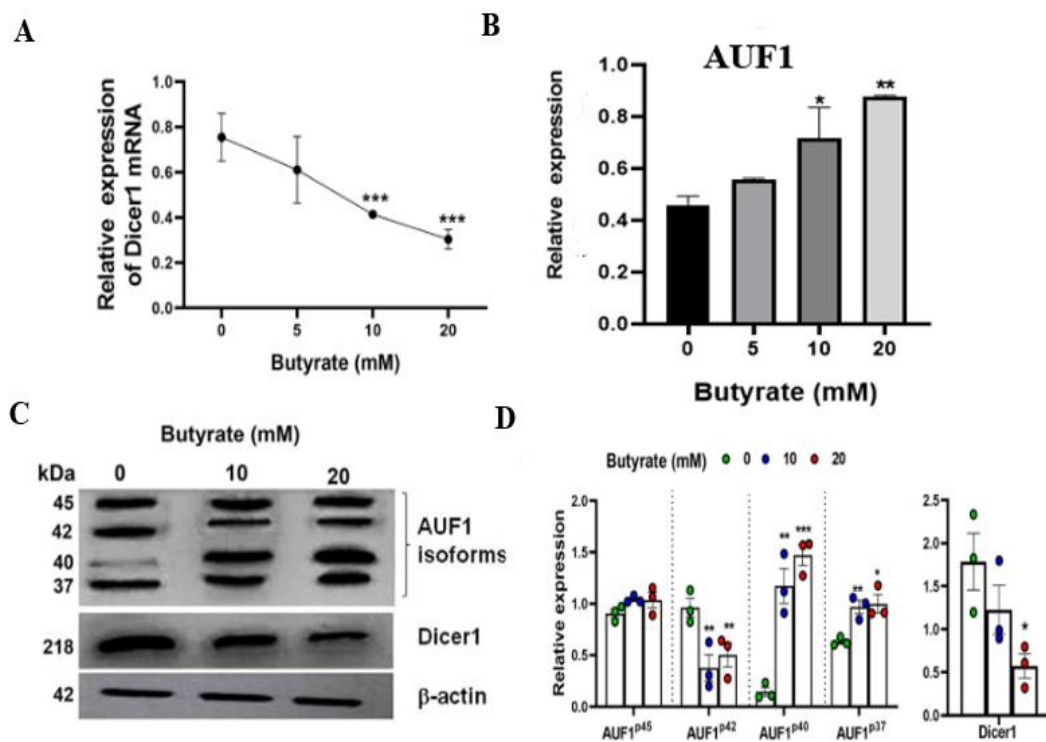 A
Relative expression
of Dicer1 mRNA
1.0
0.8
0.6
0.4
0.2
0.0
***
***
0 5 10 20
Butyrate (mM)
B
AUF1
Relative expression
1.0
0.8
0.6
0.4
0.2
0.0
*
**
0 5 10 20
Butyrate (mM)
C
Butyrate (mM)
kDa 0 10 20
45
42
40
37
AUF1
isoforms
218
Dicer1
42
β-actin
D
Butyrate (mM) 0 10 20
Relative expression
2.0
1.5
1.0
0.5
0.0
** **
** ***
** *
AUF1p45 AUF1p42 AUF1p40 AUF1p37
2.5
2.0
1.5
1.0
0.5
0.0
*
Dicer1